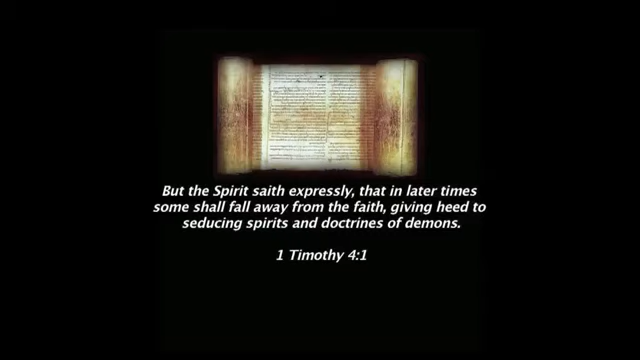 But the Spirit saith expressly, that in later times
some shall fall away from the faith, giving heed to
seducing spirits and doctrines of demons.
1 Timothy 4:1